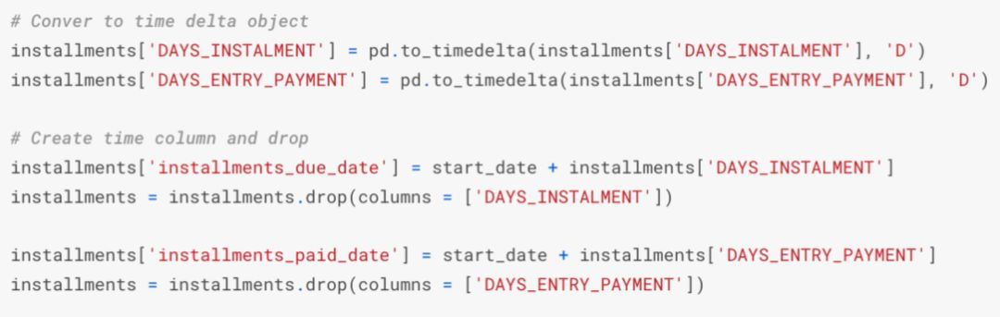 # Conver to time delta object
installments['DAYS_INSTALMENT'] = pd.to_timedelta(installments['DAYS_INSTALMENT'], 'D')
installments['DAYS_ENTRY_PAYMENT'] = pd.to_timedelta(installments['DAYS_ENTRY_PAYMENT'], 'D')
# Create time column and drop
installments['installments_due_date'] = start_date + installments['DAYS_INSTALMENT']
installments = installments.drop(columns = ['DAYS_INSTALMENT'])
installments['installments_paid_date'] = start_date + installments['DAYS_ENTRY_PAYMENT']
installments = installments.drop(columns = ['DAYS_ENTRY_PAYMENT'])